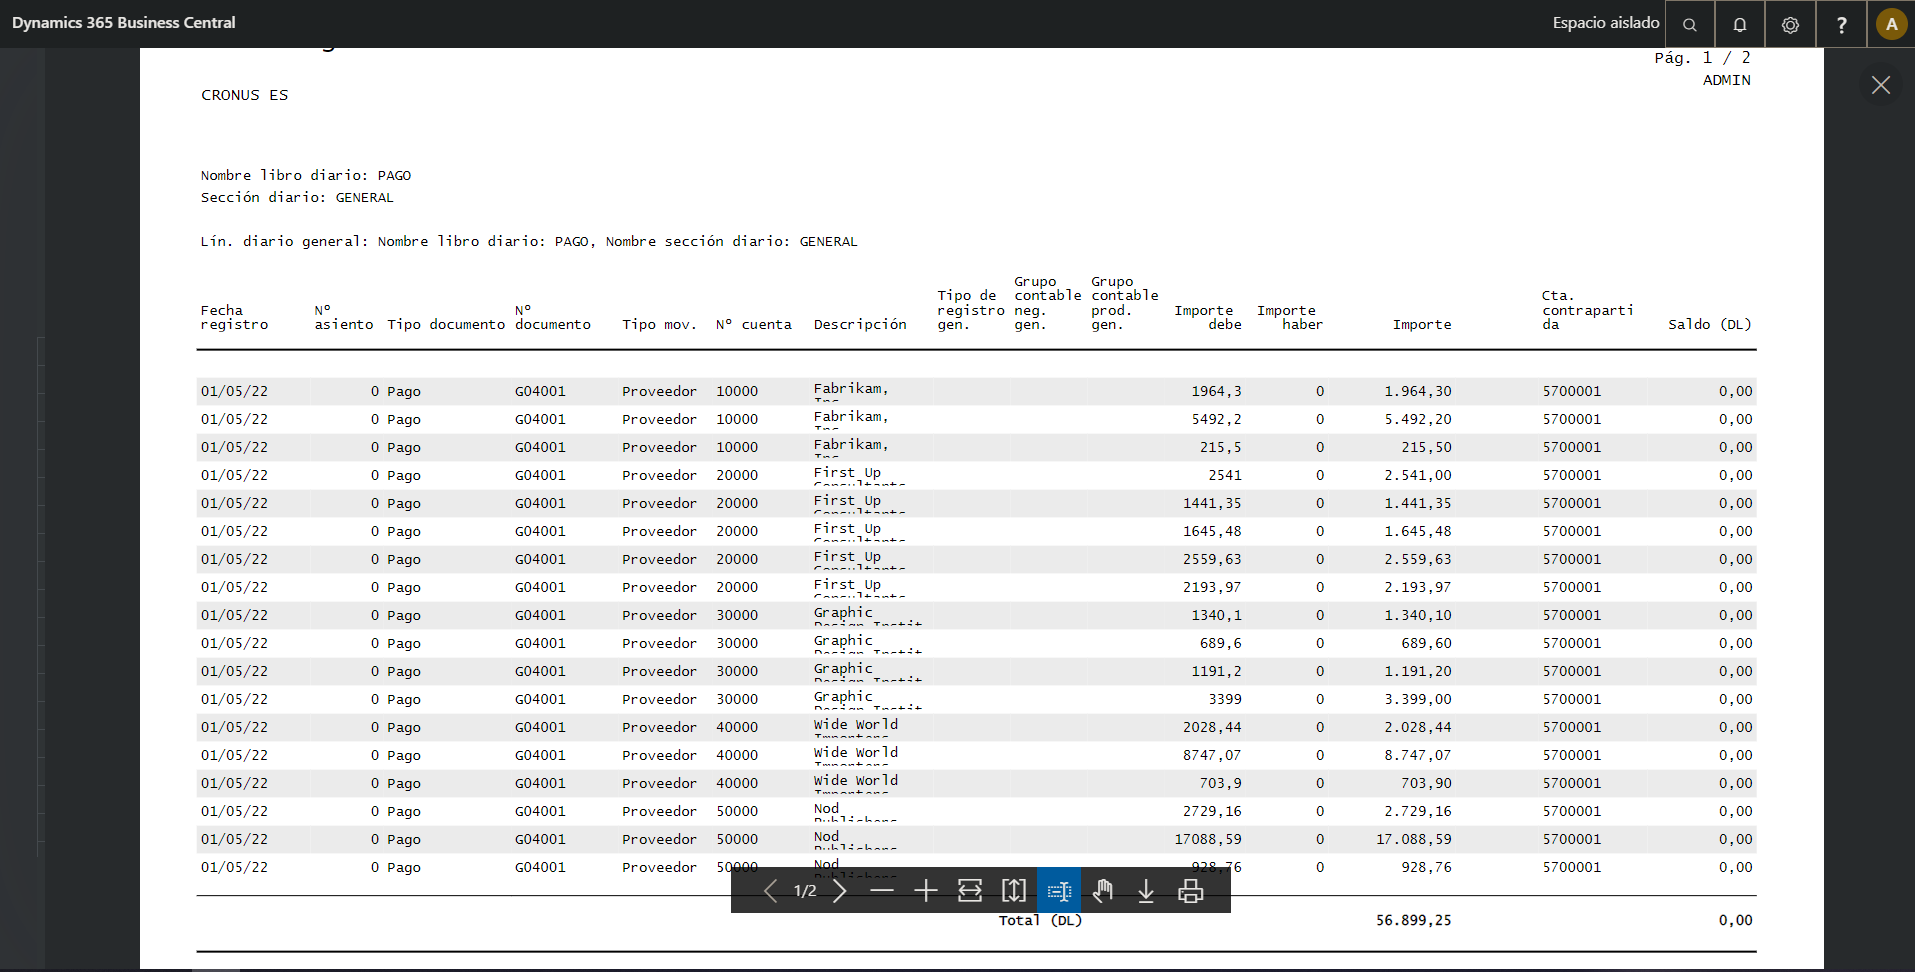 Dynamics 365 Business Central
Espacio aislado
?
A
Pág. 1 / 2
ADMIN
CRONUS ES
Nombre libro diario: PAGO
Sección diario: GENERAL
Lín. diario general: Nombre libro diario: PAGO, Nombre sección diario: GENERAL
Fecha registro Nº asiento Tipo documento Nº documento Tipo mov. Nº cuenta Descripción Tipo de registro gen. Grupo contable neg. gen. Grupo contable prod. gen. Importe debe Importe haber Importe Cta. contraparti da Saldo (DL)
01/05/22 0 Pago G04001 Proveedor 10000 Fabrikam, 1964,3 0 1.964,30 5700001 0,00
01/05/22 0 Pago G04001 Proveedor 10000 Fabrikam, 5492,2 0 5.492,20 5700001 0,00
01/05/22 0 Pago G04001 Proveedor 10000 Fabrikam, 215,5 0 215,50 5700001 0,00
01/05/22 0 Pago G04001 Proveedor 20000 First Up 2541 0 2.541,00 5700001 0,00
01/05/22 0 Pago G04001 Proveedor 20000 First Up 1441,35 0 1.441,35 5700001 0,00
01/05/22 0 Pago G04001 Proveedor 20000 First Up 1645,48 0 1.645,48 5700001 0,00
01/05/22 0 Pago G04001 Proveedor 20000 First Up 2559,63 0 2.559,63 5700001 0,00
01/05/22 0 Pago G04001 Proveedor 20000 First Up 2193,97 0 2.193,97 5700001 0,00
01/05/22 0 Pago G04001 Proveedor 30000 Graphic 1340,1 0 1.340,10 5700001 0,00
01/05/22 0 Pago G04001 Proveedor 30000 Graphic 689,6 0 689,60 5700001 0,00
01/05/22 0 Pago G04001 Proveedor 30000 Graphic 1191,2 0 1.191,20 5700001 0,00
01/05/22 0 Pago G04001 Proveedor 30000 Graphic 3399 0 3.399,00 5700001 0,00
01/05/22 0 Pago G04001 Proveedor 40000 Wide World 2028,44 0 2.028,44 5700001 0,00
01/05/22 0 Pago G04001 Proveedor 40000 Wide World 8747,07 0 8.747,07 5700001 0,00
01/05/22 0 Pago G04001 Proveedor 40000 Wide World 703,9 0 703,90 5700001 0,00
01/05/22 0 Pago G04001 Proveedor 50000 Nod 2729,16 0 2.729,16 5700001 0,00
01/05/22 0 Pago G04001 Proveedor 50000 Nod 17088,59 0 17.088,59 5700001 0,00
01/05/22 0 Pago G04001 Proveedor 50000 Nod 928,76 0 928,76 5700001 0,00
1/2
Total (DL) 56.899,25 0,00